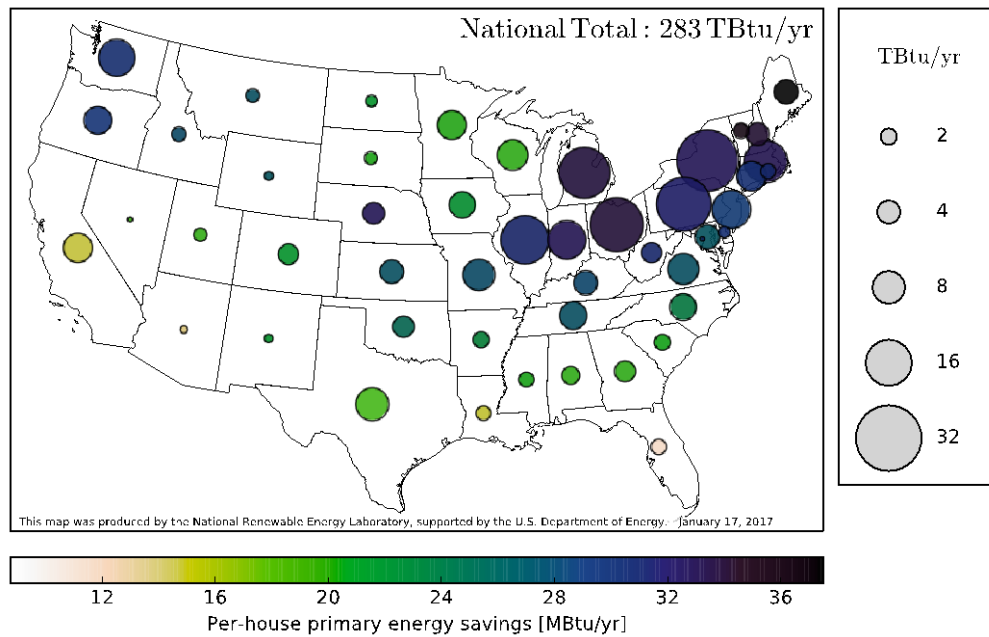 National Total : 283 TBtu/yr
TBtu/yr
2
4
8
16
32
This map was produced by the National Renewable Energy Laboratory, supported by the U.S. Department of Energy. January 17, 2017
12 16 20 24 28 32 36
Per-house primary energy savings [MBtu/yr]